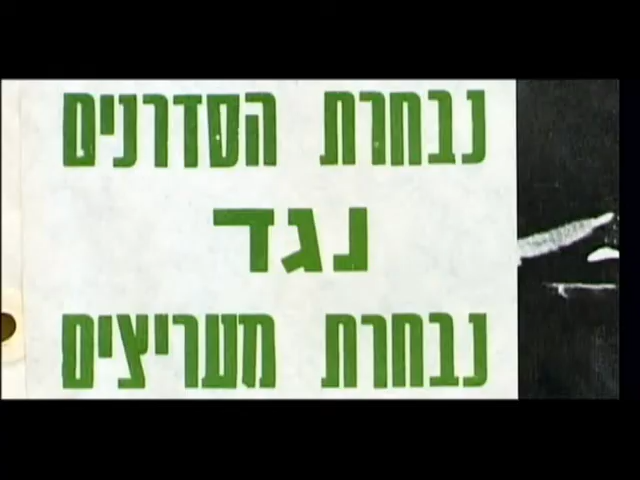 נבחרת הסדרנים
נגד
נבחרת מעריצים